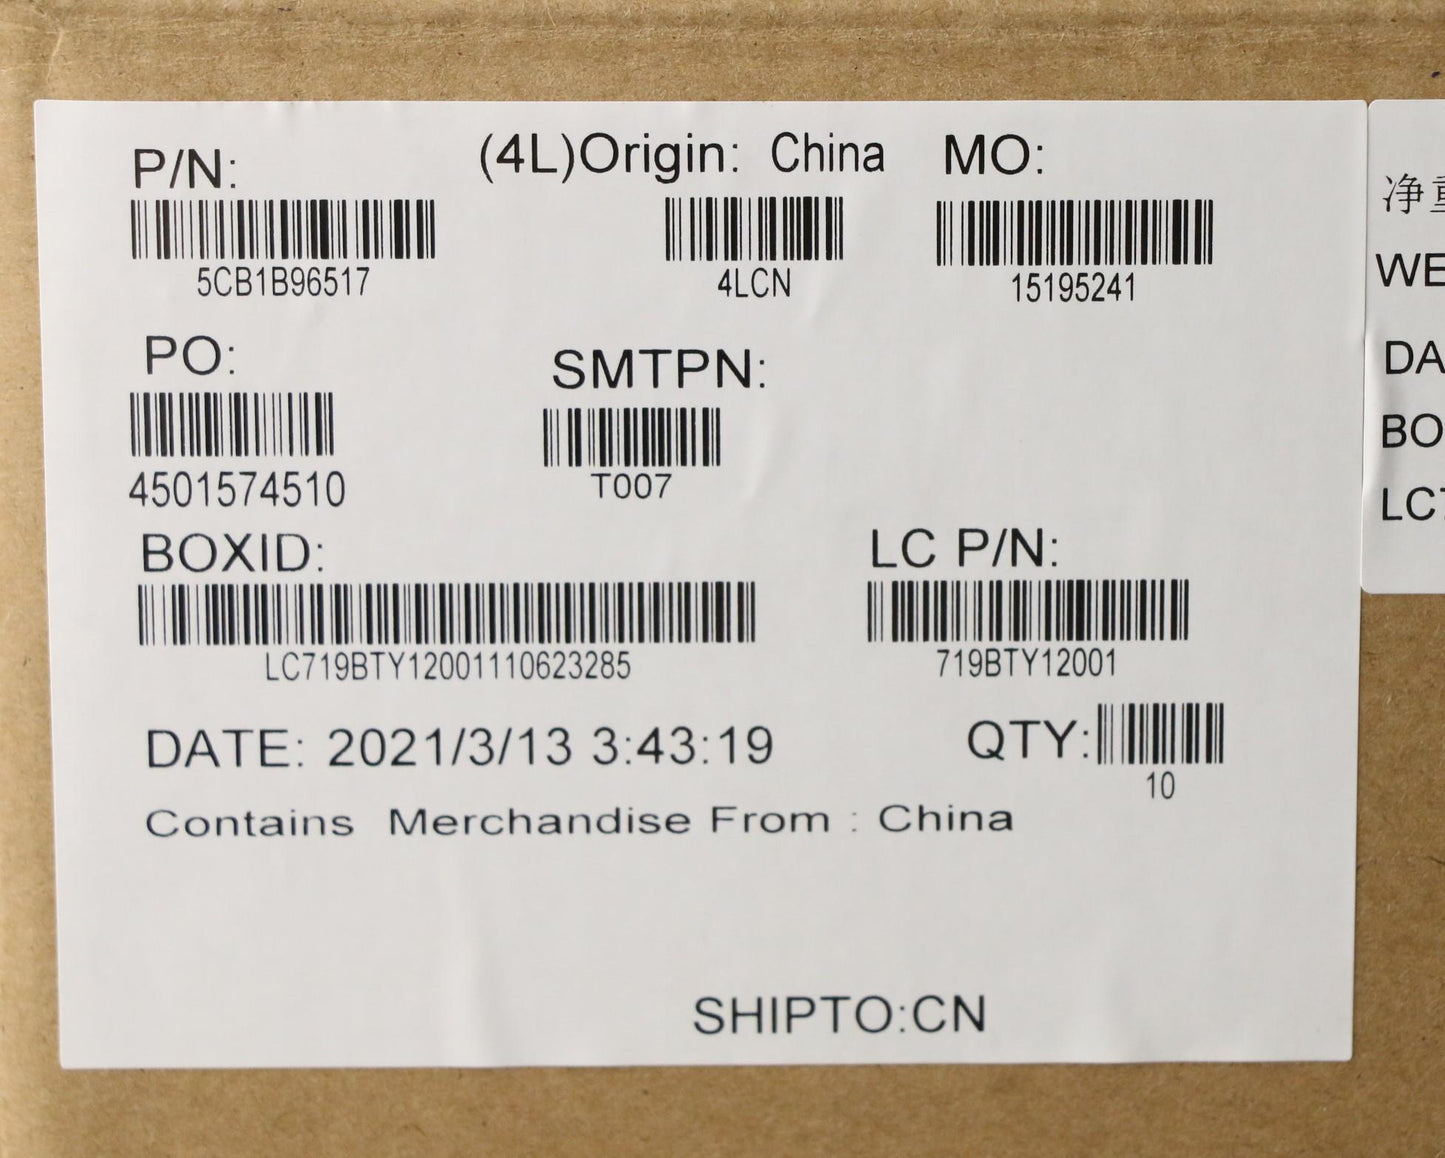 P/N: (4L)Origin: China MO:
5CB1B96517 4LCN 15195241
PO: SMTPN:
4501574510 T007
BOXID: LC P/N:
LC719BTY12001110623285 719BTY12001
DATE: 2021/3/13 3:43:19 QTY:
10
Contains Merchandise From : China
SHIPTO:CN
净
WE
DA
BO
LC